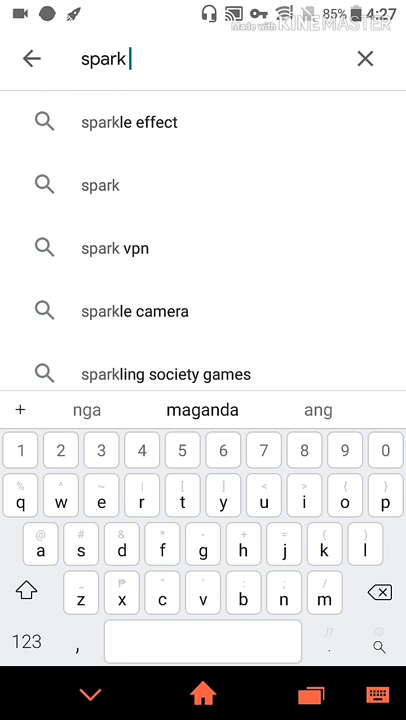 85% 4:27
Made with KINEMASTER
spark
sparkle effect
spark
spark vpn
sparkle camera
sparkling society games
+ nga maganda ang
1 2 3 4 5 6 7 8 9 0
% ^ ~ | [ ] < > { }
q w e r t y u i o p
@ # & * - + = ( )
a s d f g h j k l
_ ₱ " ' : ; /
z x c v b n m
!?
123 , .